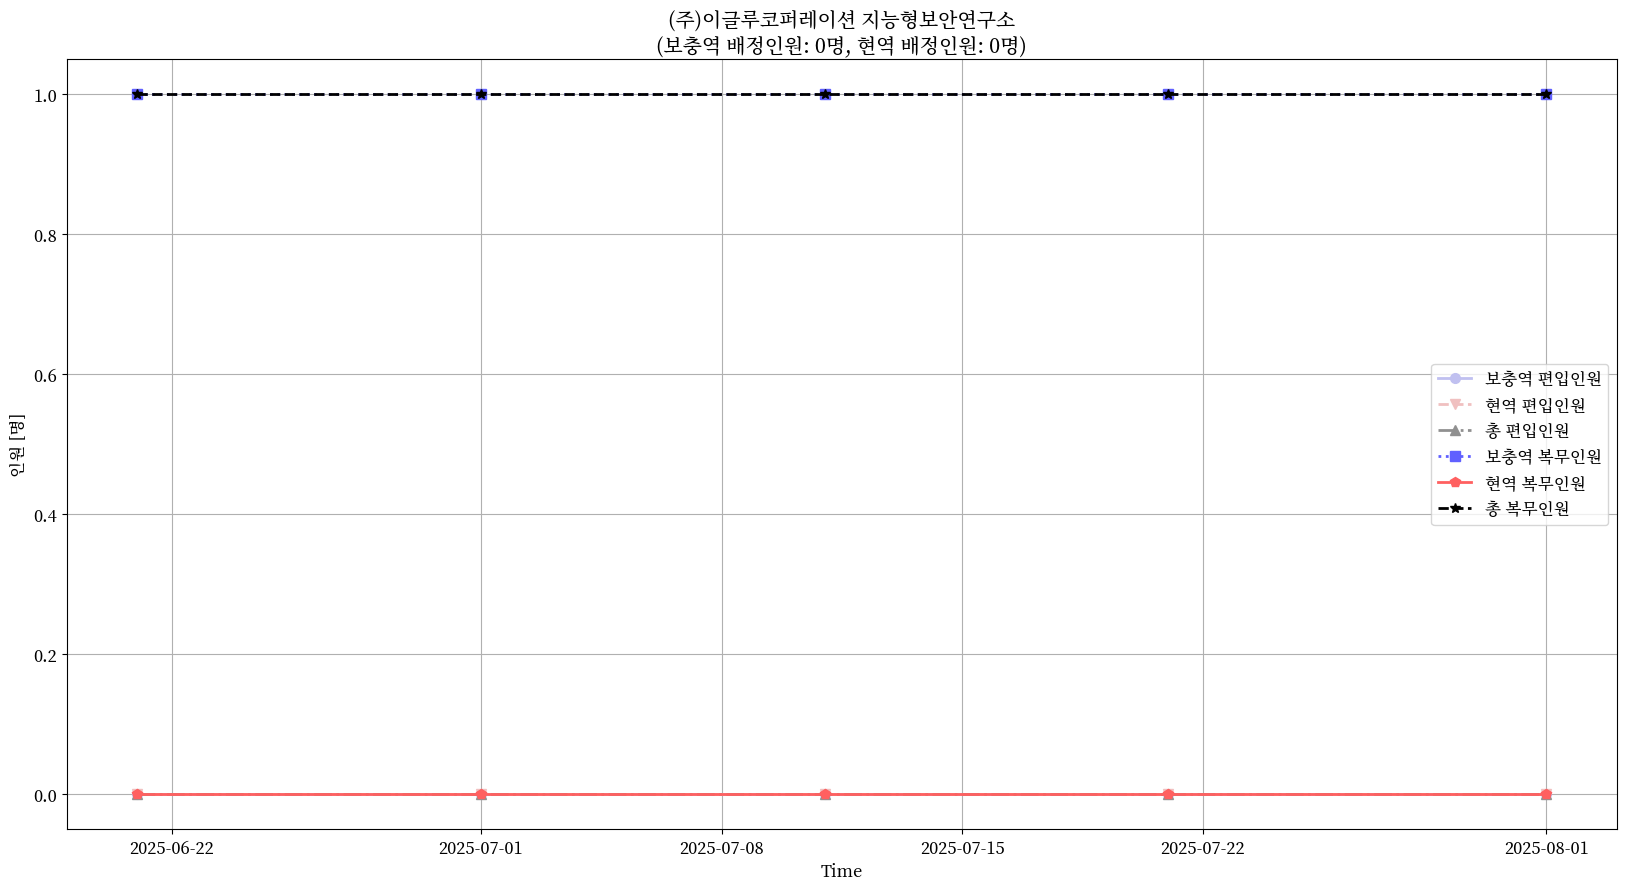 (주)이글루코퍼레이션 지능형보안연구소
(보충역 배정인원: 0명, 현역 배정인원: 0명)
1.0
0.8
0.6
0.4
0.2
0.0
인원 [명]
보충역 편입인원
현역 편입인원
총 편입인원
보충역 복무인원
현역 복무인원
총 복무인원
2025-06-22
2025-07-01
2025-07-08
2025-07-15
2025-07-22
2025-08-01
Time